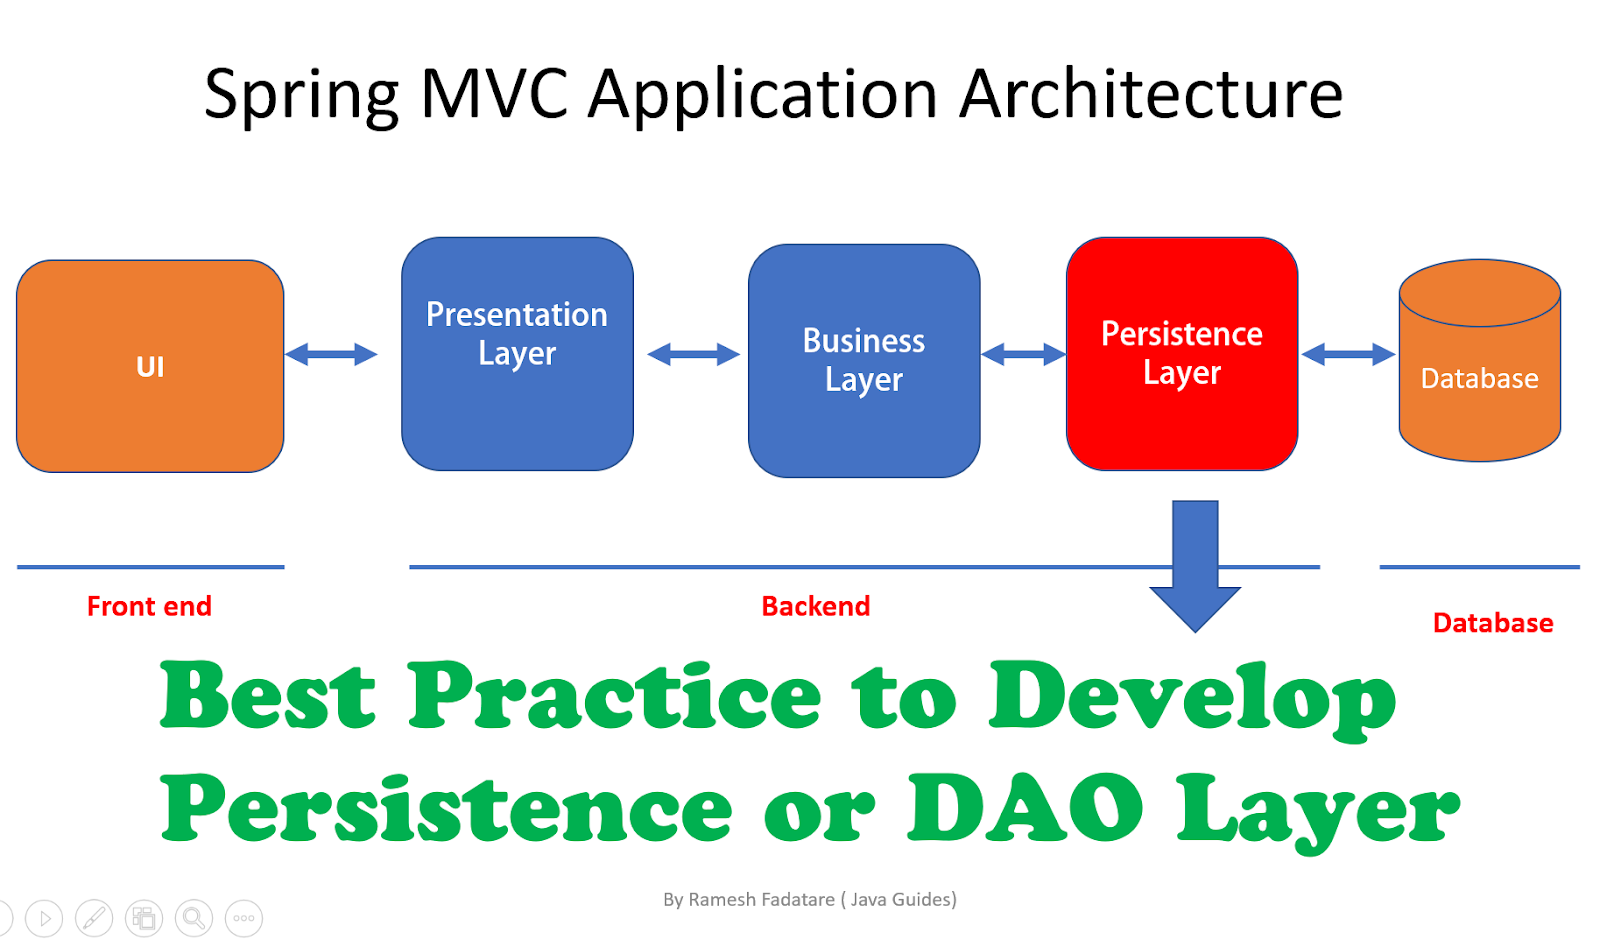 Spring MVC Application Architecture
UI
Presentation
Layer
Business
Layer
Persistence
Layer
Database
Front end
Backend
Database
Best Practice to Develop
Persistence or DAO Layer
By Ramesh Fadatare ( Java Guides)